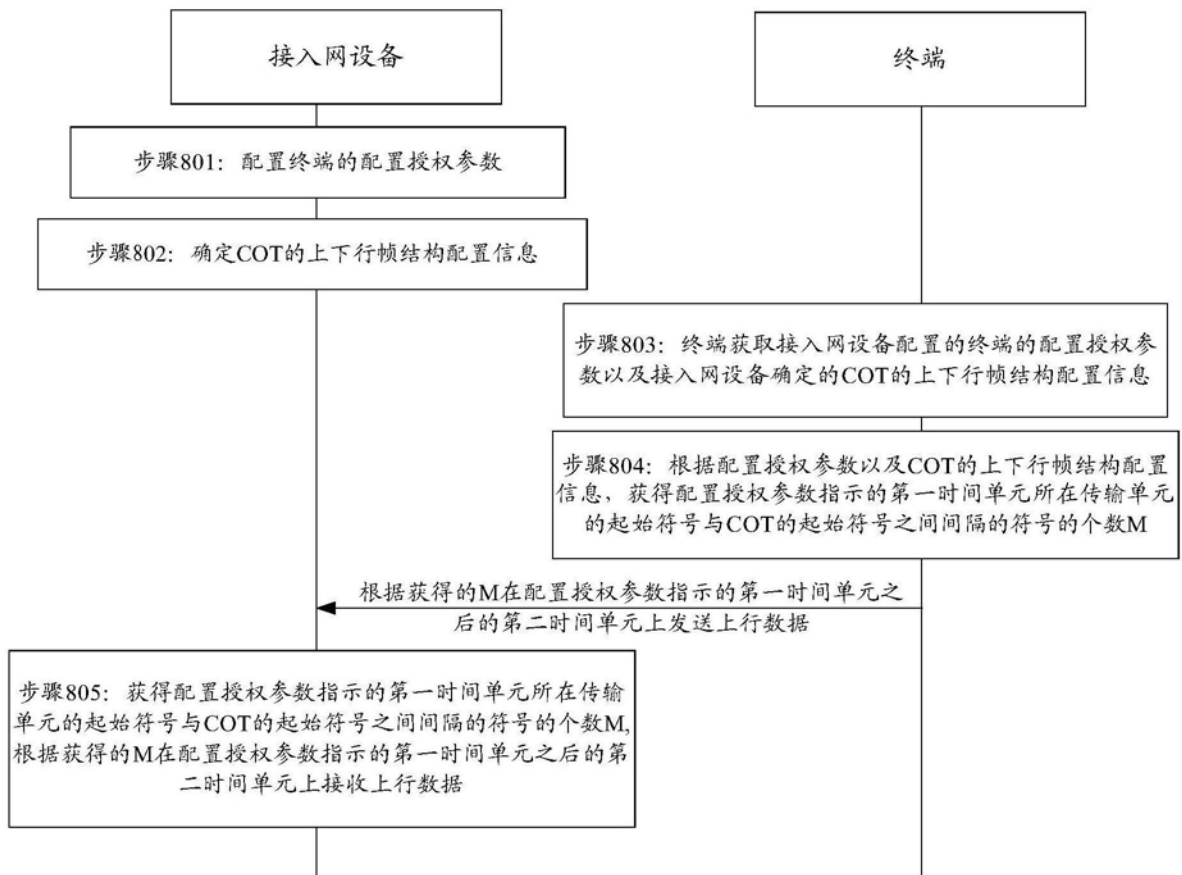 接入网设备
终端
步骤801：配置终端的配置授权参数
步骤802：确定COT的上下行帧结构配置信息
步骤803：终端获取接入网设备配置的终端的配置授权参
数以及接入网设备确定的COT的上下行帧结构配置信息
步骤804：根据配置授权参数以及COT的上下行帧结构配置
信息，获得配置授权参数指示的第一时间单元所在传输单元
的起始符号与COT的起始符号之间间隔的符号的个数M
根据获得的M在配置授权参数指示的第一时间单元之
后的第二时间单元上发送上行数据
步骤805：获得配置授权参数指示的第一时间单元所在传输
单元的起始符号与COT的起始符号之间间隔的符号的个数M,
根据获得的M在配置授权参数指示的第一时间单元之后的第
二时间单元上接收上行数据